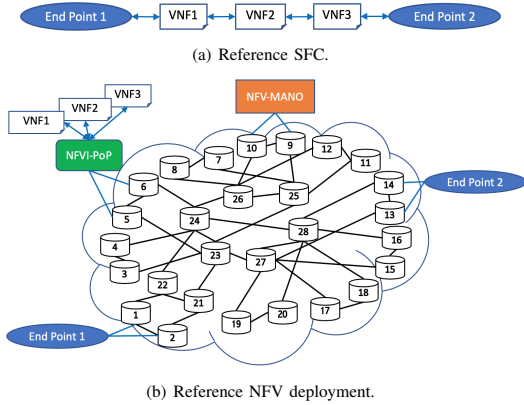 End Point 1
VNF1
VNF2
VNF3
End Point 2
(a) Reference SFC.
VNF3
VNF2
VNF1
NFV-MANO
NFVI-PoP
10
9
12
7
11
8
14
6
26
25
13
5
24
28
16
4
23
27
15
3
22
18
21
17
1
20
19
2
End Point 2
End Point 1
(b) Reference NFV deployment.